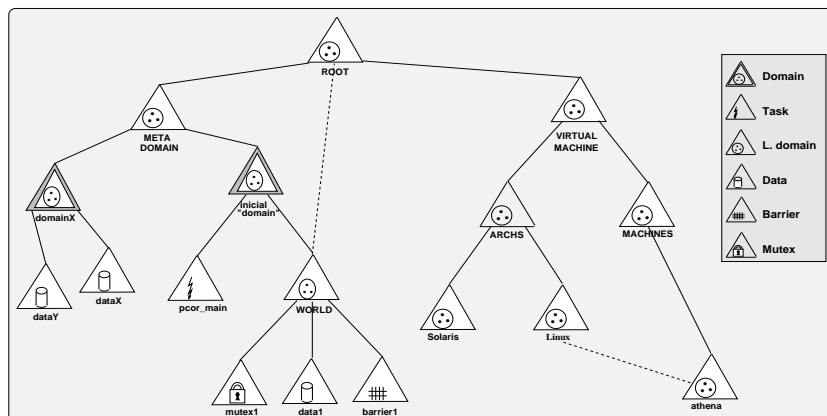 ROOT
META
DOMAIN
VIRTUAL
MACHINE
domainX
inicial
"domain"
ARCHS
MACHINES
dataY
dataX
pcor_main
WORLD
Solaris
Linux
mutex1
data1
barrier1
athena
Domain
Task
L. domain
Data
Barrier
Mutex